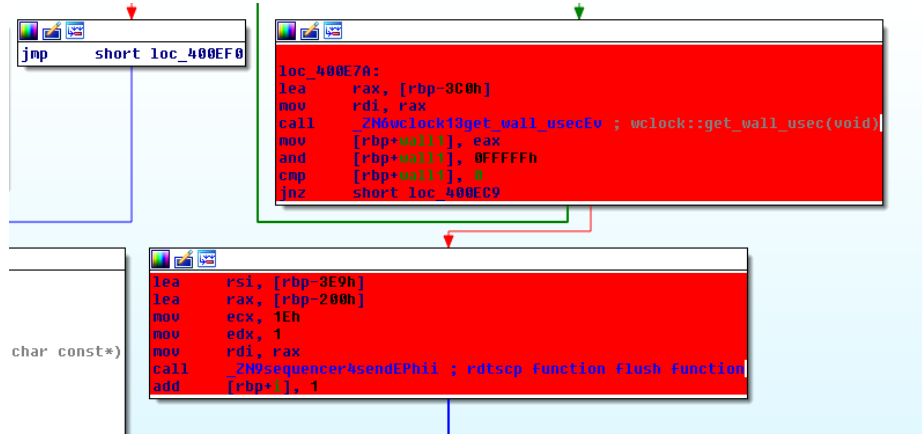 jmp short loc_400EF0
loc_400E7A:
lea rax, [rbp-3C0h]
mov rdi, rax
call _ZN6wclock13get_wall_usecEv ; wclock::get_wall_usec(void)
mov [rbp+wall1], eax
and [rbp+wall1], 0FFFFFh
cmp [rbp+wall1], 0
jnz short loc_400EC9
lea rsi, [rbp-3E9h]
lea rax, [rbp-200h]
mov ecx, 1Eh
mov edx, 1
mov rdi, rax
char const*)
call _ZN9sequencer4sendEPhii ; rdtscp function flush function
add [rbp+i], 1